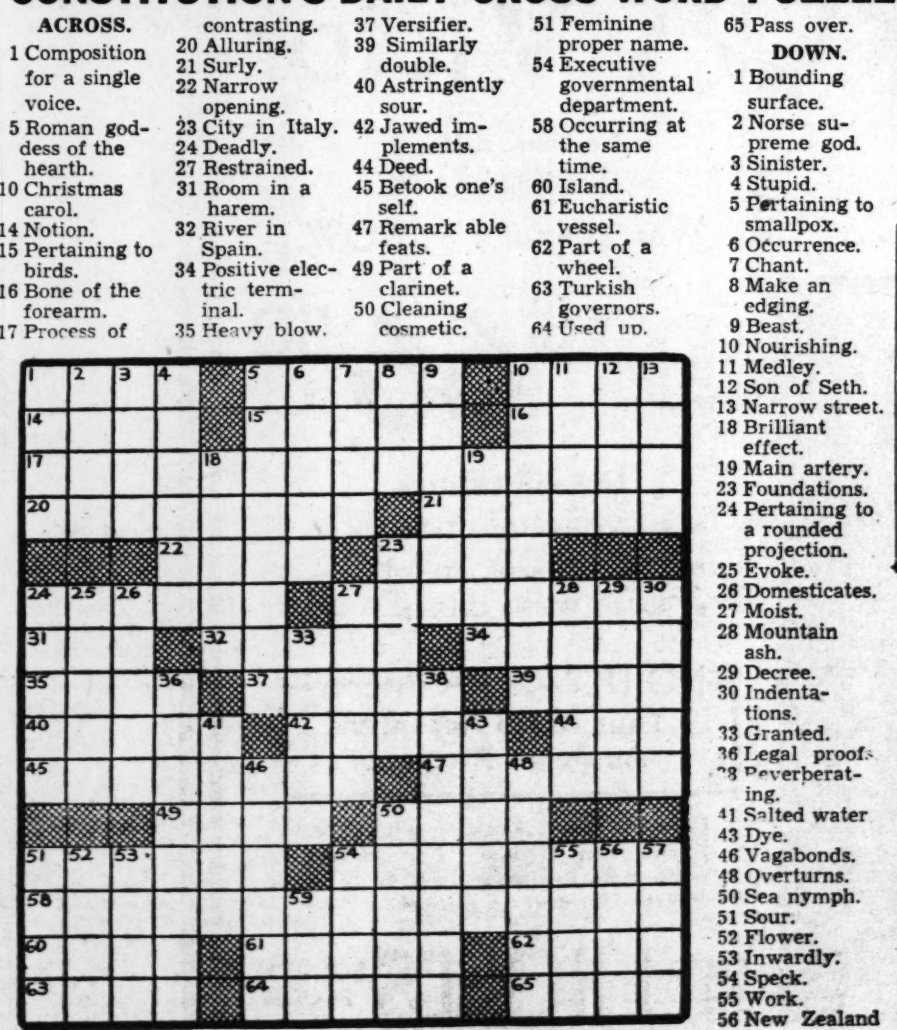 CONSTITUTION'S DAILY CROSS-WORD PUZZLE
ACROSS.
1 Composition
for a single
voice.
5 Roman god-
dess of the
hearth.
10 Christmas
carol.
14 Notion.
15 Pertaining to
birds.
16 Bone of the
forearm.
17 Process of
contrasting.
20 Alluring.
21 Surly.
22 Narrow
opening.
23 City in Italy.
24 Deadly.
27 Restrained.
31 Room in a
harem.
32 River in
Spain.
34 Positive elec-
tric term-
inal.
35 Heavy blow.
37 Versifier.
39 Similarly
double.
40 Astringently
sour.
42 Jawed im-
plements.
44 Deed.
45 Betook one's
self.
47 Remark able
feats.
49 Part of a
clarinet.
50 Cleaning
cosmetic.
51 Feminine
proper name.
54 Executive
governmental
department.
58 Occurring at
the same
time.
60 Island.
61 Eucharistic
vessel.
62 Part of a
wheel.
63 Turkish
governors.
64 Used up.
65 Pass over.
DOWN.
1 Bounding
surface.
2 Norse su-
preme god.
3 Sinister.
4 Stupid.
5 Pertaining to
smallpox.
6 Occurrence.
7 Chant.
8 Make an
edging.
9 Beast.
10 Nourishing.
11 Medley.
12 Son of Seth.
13 Narrow street.
18 Brilliant
effect.
19 Main artery.
23 Foundations.
24 Pertaining to
a rounded
projection.
25 Evoke.
26 Domesticates.
27 Moist.
28 Mountain
ash.
29 Decree.
30 Indenta-
tions.
33 Granted.
36 Legal proofs.
38 Reverberat-
ing.
41 Salted water
43 Dye.
46 Vagabonds.
48 Overturns.
50 Sea nymph.
51 Sour.
52 Flower.
53 Inwardly.
54 Speck.
55 Work.
56 New Zealand
1 2 3 4 5 6 7 8 9 10 11 12 13
14 15 16
17 18 19
20 21
22 23
24 25 26 27 28 29 30
31 32 33 34
35 36 37 38 39
40 41 42 43 44
45 46 47 48
49 50
51 52 53 54 55 56 57
58 59
60 61 62
63 64 65